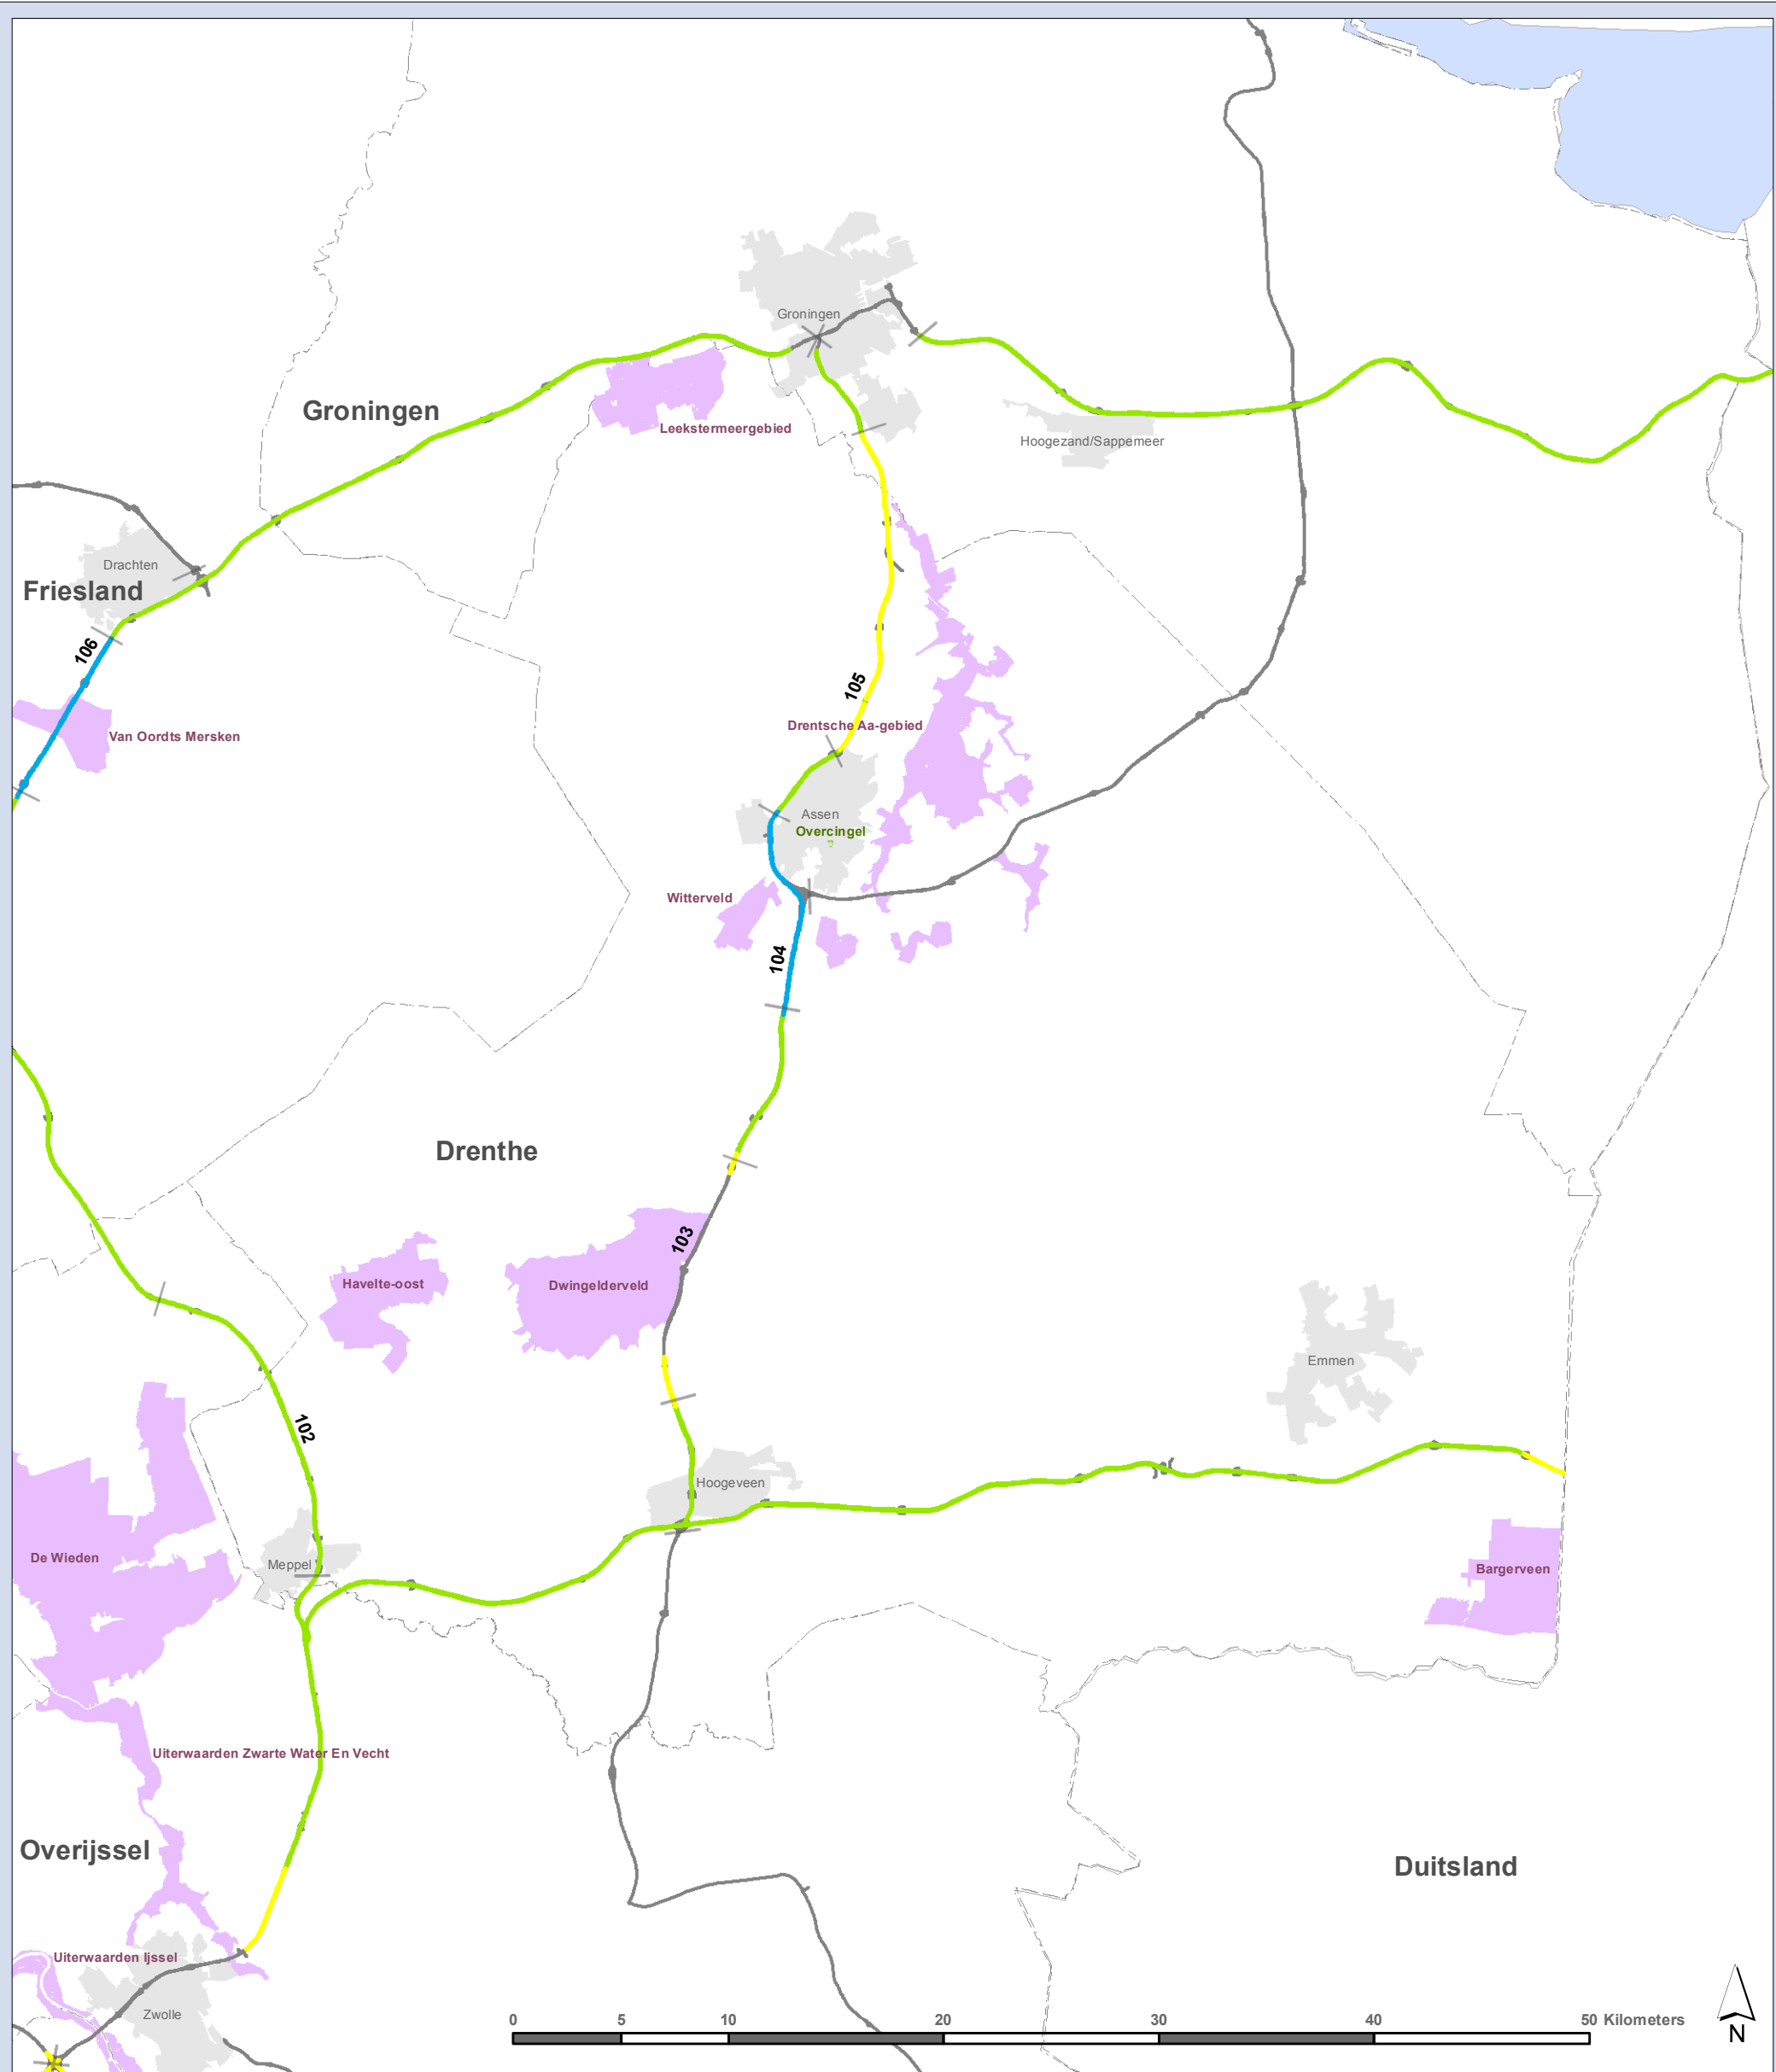 Groningen
Groningen
Leekstermeergebied
Hoogezand/Sappemeer
Drachten
Friesland
106
105
Van Oordts Mersken
Drentsche Aa-gebied
Assen
Overcingel
Witterveld
104
Drenthe
103
Havelte-oost
Dwingelderveld
Emmen
102
Hoogeveen
De Wieden
Meppel
Bargerveen
Uiterwaarden Zwarte Water En Vecht
Overijssel
Duitsland
Uiterwaarden Ijssel
Zwolle
0 5 10 20 30 40 50 Kilometers
N